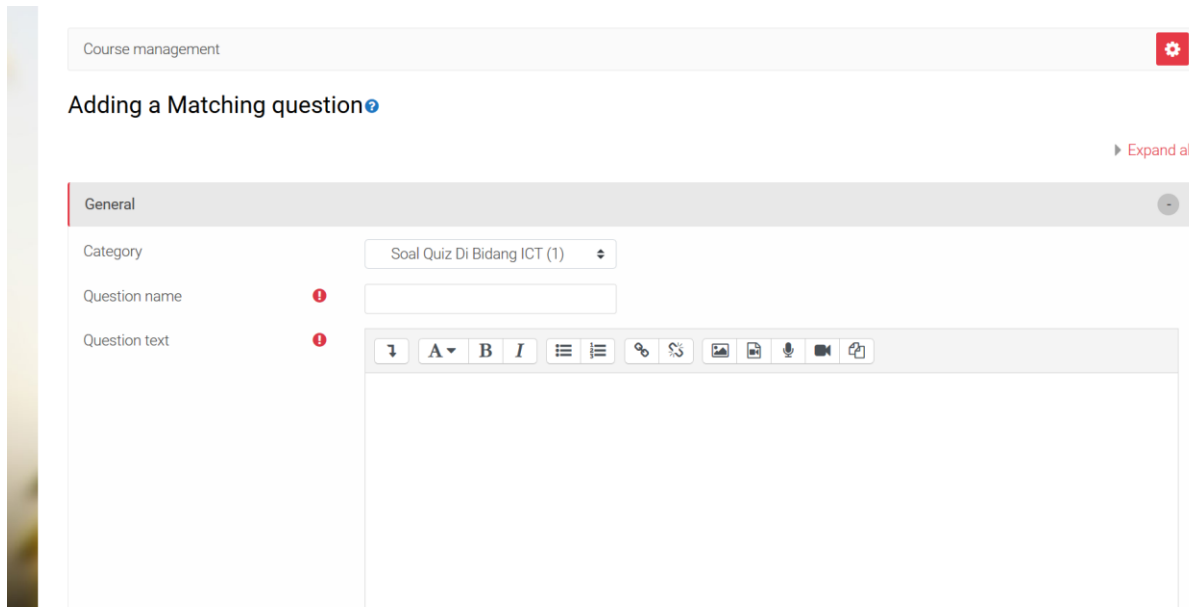 Course management
Adding a Matching question
Expand al
General
Category
Soal Quiz Di Bidang ICT (1)
Question name
Question text
A B I